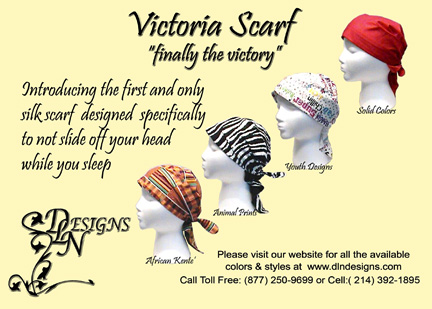 Victoria Scarf
"finally the victory"
Introducing the first and only
silk scarf designed specifically
to not slide off your head
while you sleep
Solid Colors
Youth Designs
Animal Prints
African Kente'
DLN DESIGNS
Please visit our website for all the available
colors & styles at www.dlndesigns.com
Call Toll Free: (877) 250-9699 or Cell:( 214) 392-1895